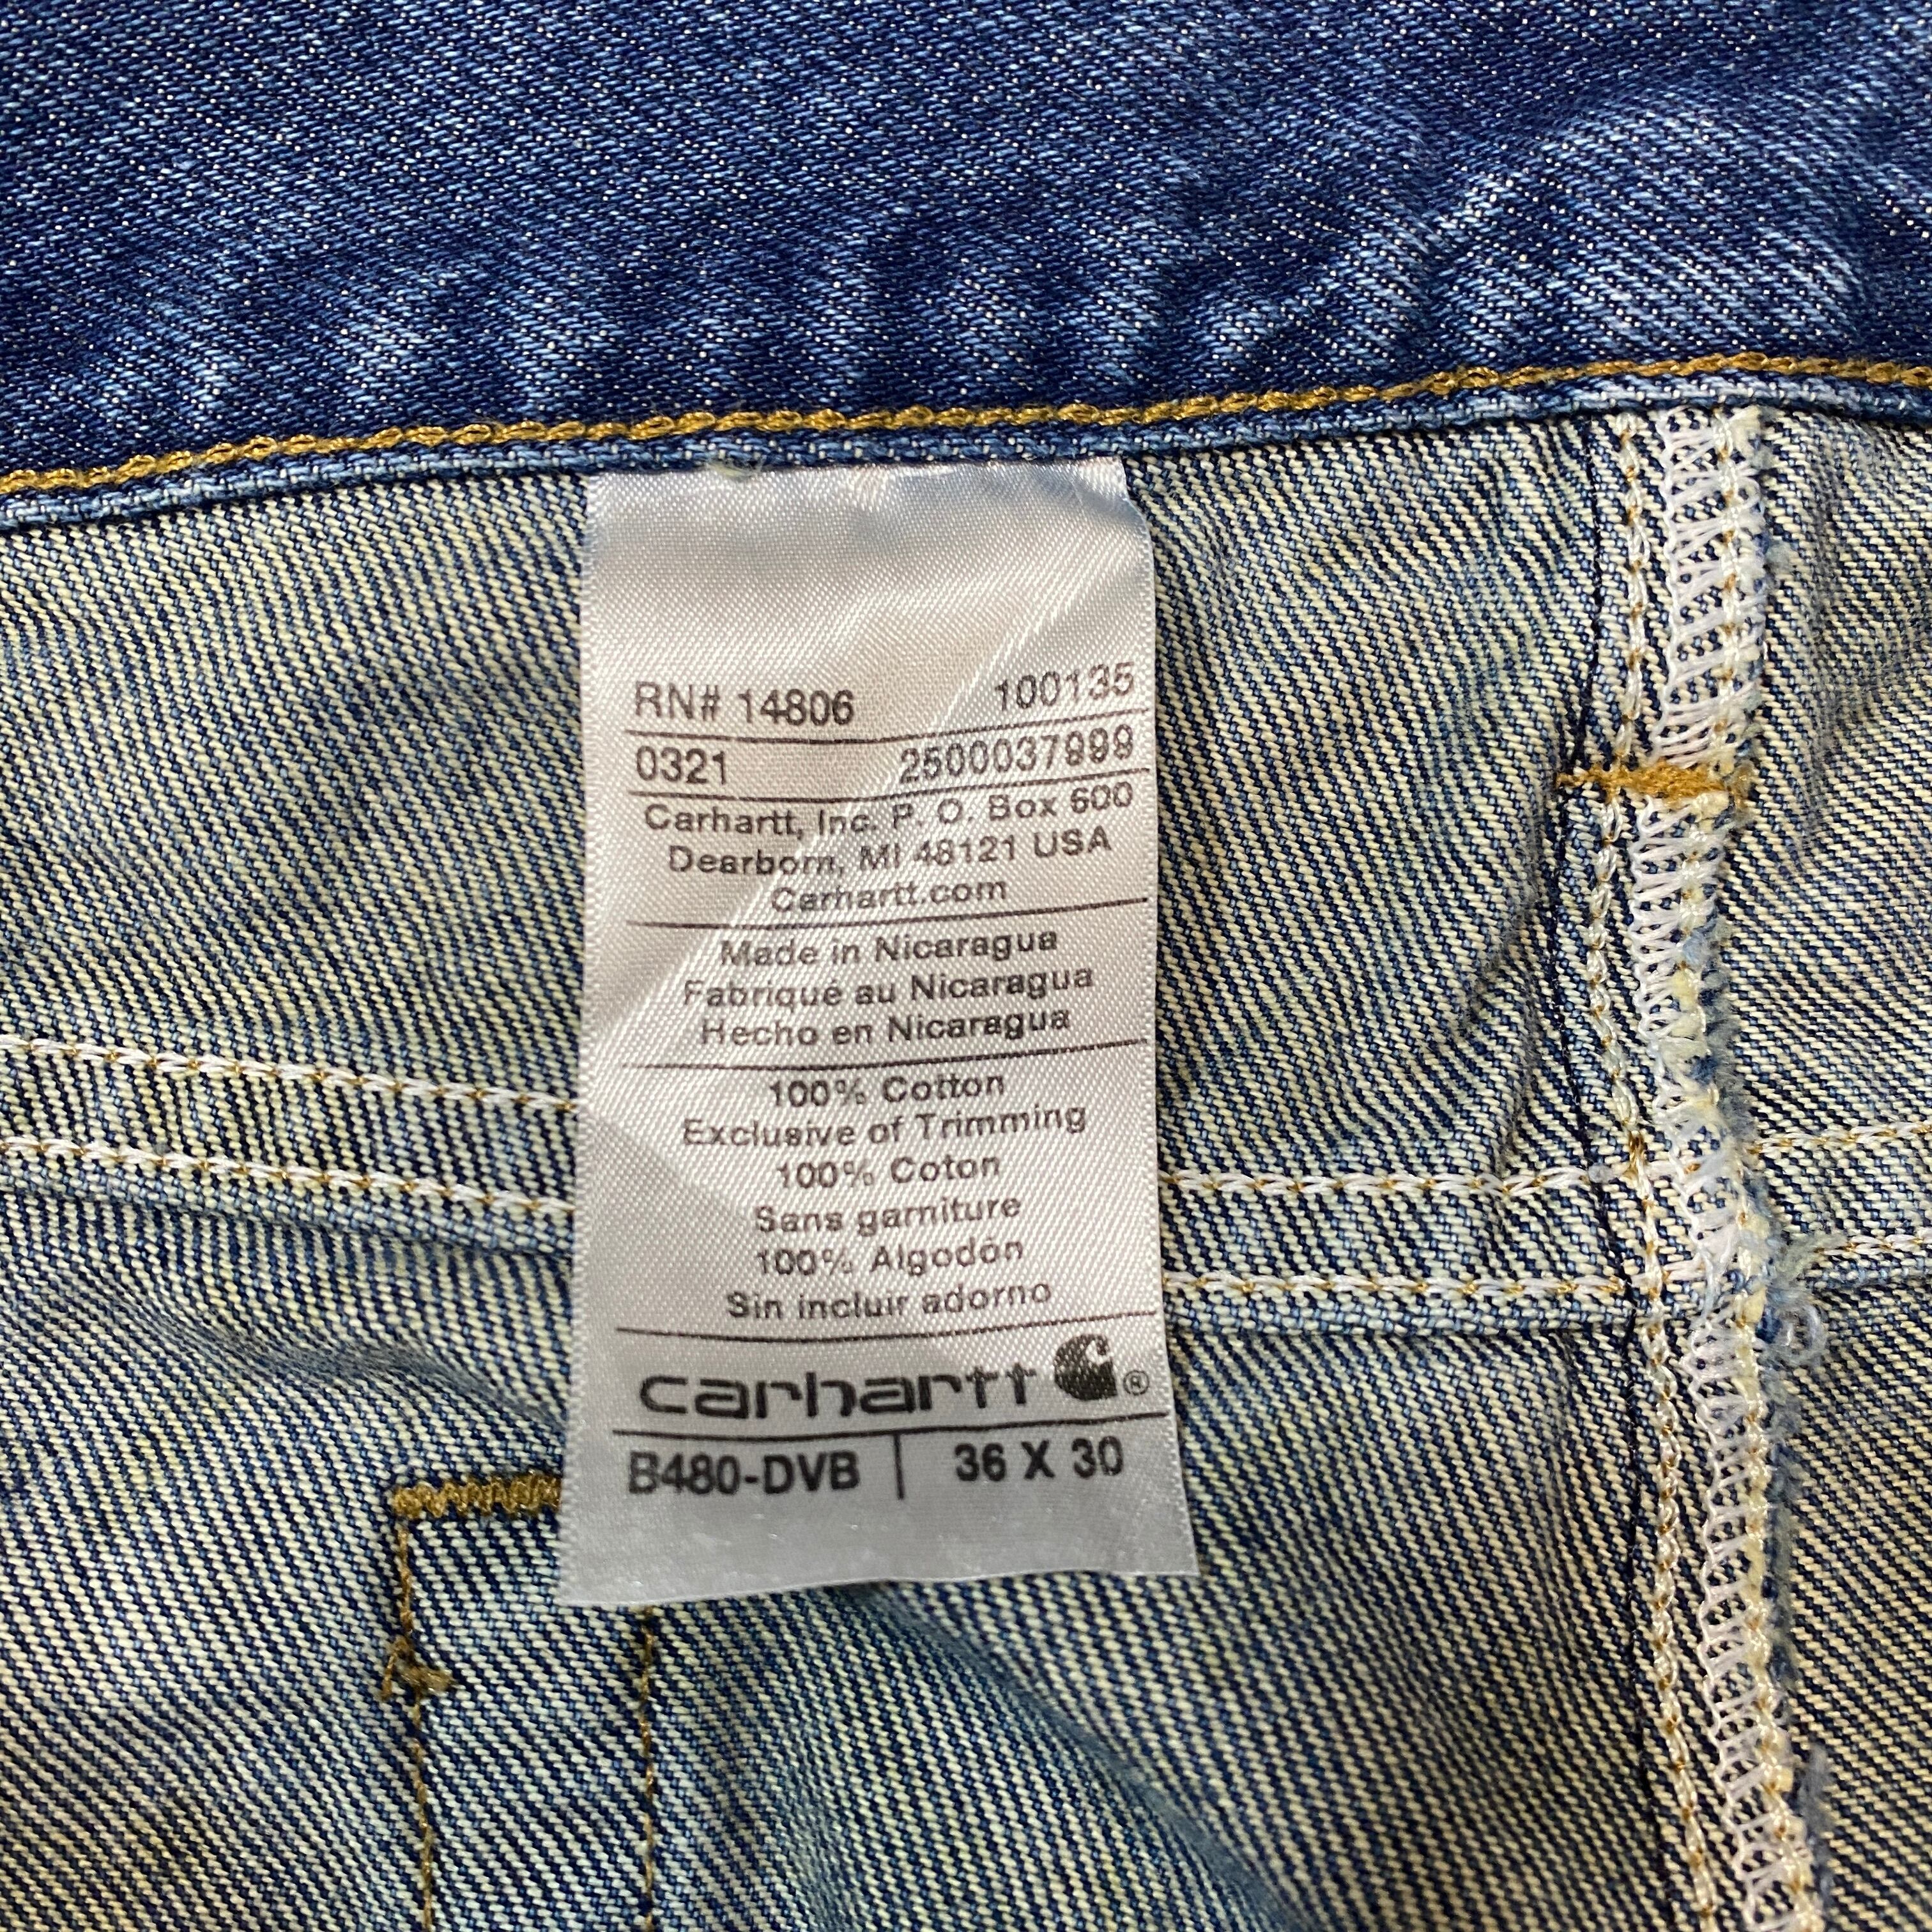 RN# 14806 100135
0321 2500037999
Carhartt, Inc. P. O. Box 600
Dearborn, MI 48121 USA
Carhartt.com
Made in Nicaragua
Fabriqué au Nicaragua
Hecho en Nicaragua
100% Cotton
Exclusive of Trimming
100% Coton
Sans garniture
100% Algodón
Sin incluir adorno
carhartt ®
B480-DVB | 36 X 30